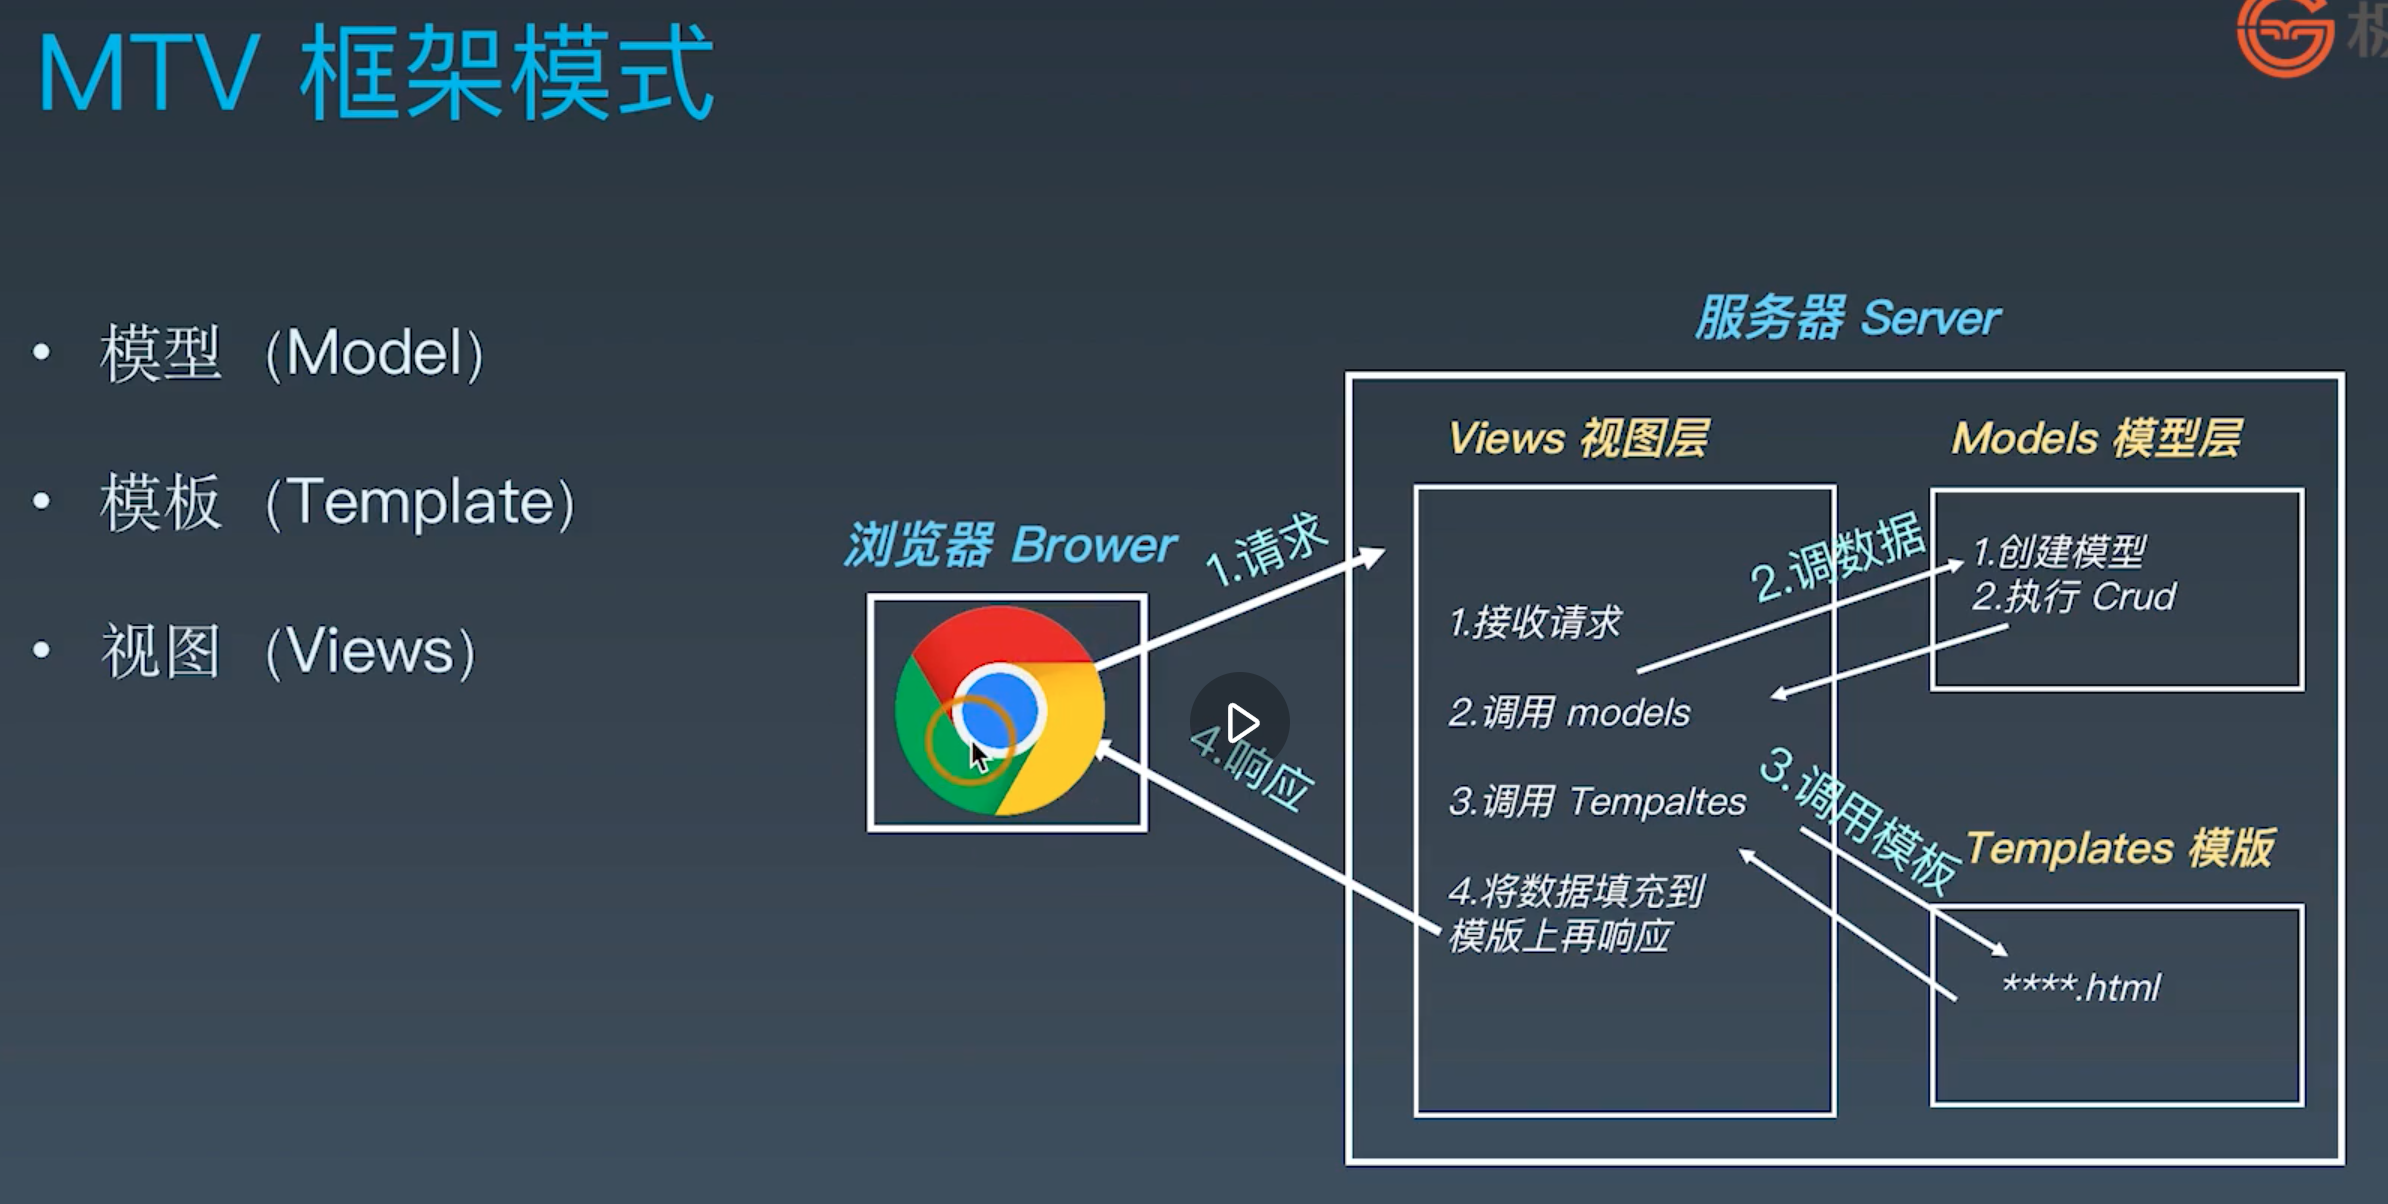 MTV 框架模式
• 模型（Model）
• 模板（Template）
• 视图（Views）
浏览器 Brower
1.请求
4.响应
服务器 Server
Views 视图层
1.接收请求
2.调用 models
3.调用 Tempaltes
4.将数据填充到
模版上再响应
2.调数据
3.调用模板
Models 模型层
1.创建模型
2.执行 Crud
Templates 模版
****.html